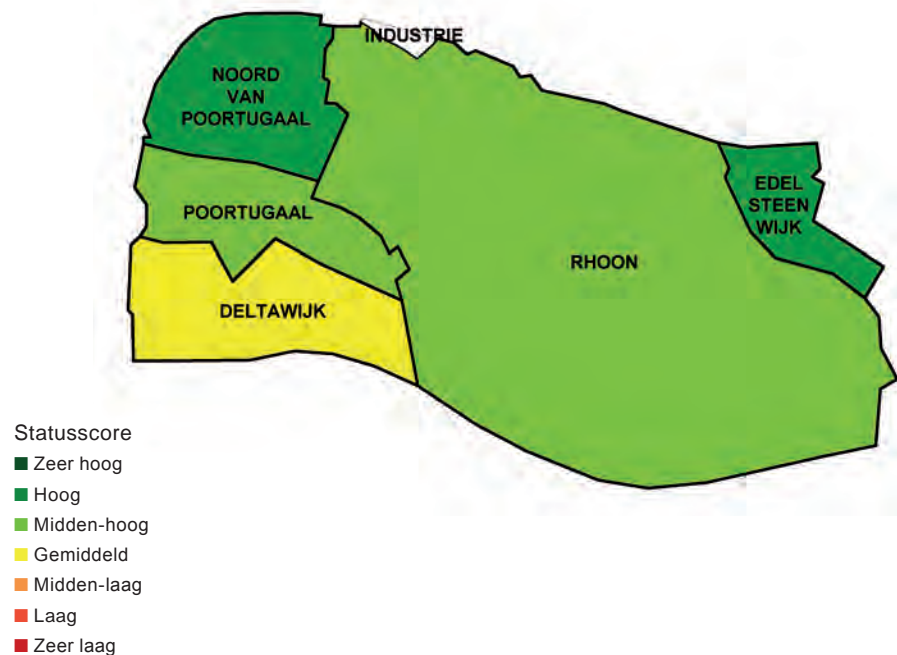 INDUSTRIE
NOORD
VAN
POORTUGAAL
EDEL
STEEN
WIJK
POORTUGAAL
RHOON
DELTAWIJK
Statusscore
Zeer hoog
Hoog
Midden-hoog
Gemiddeld
Midden-laag
Laag
Zeer laag